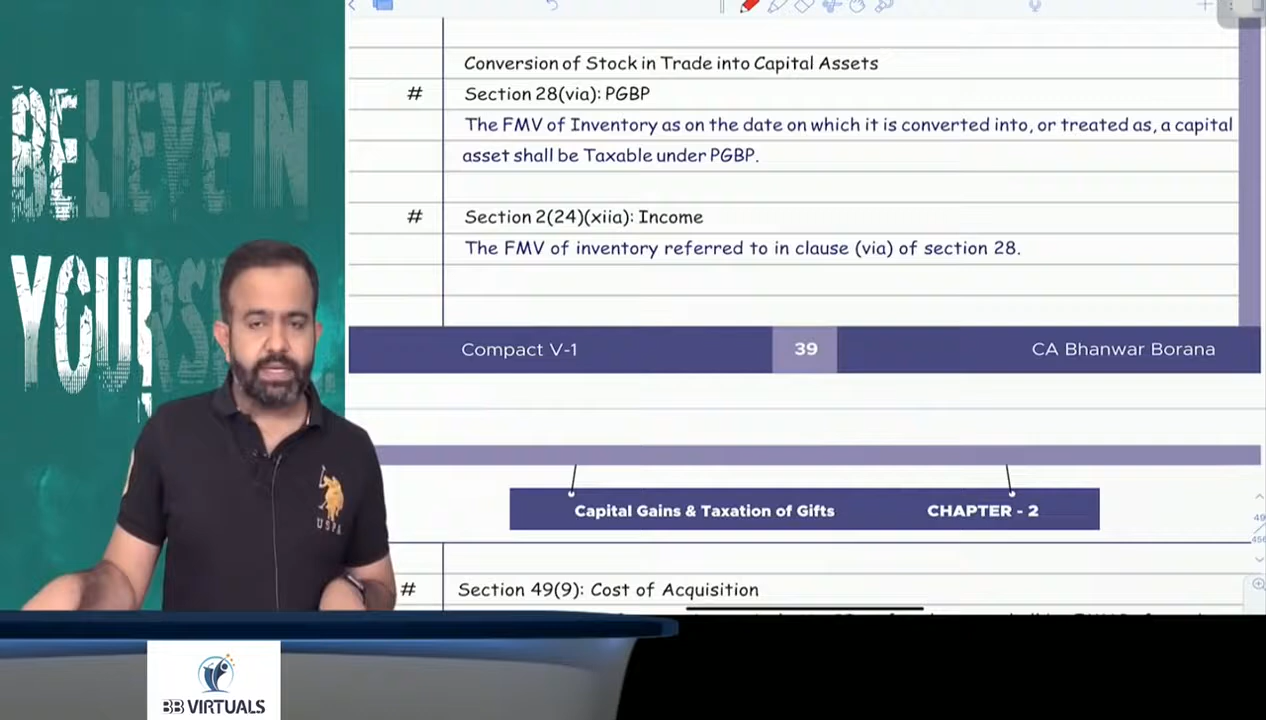 BELIEVE IN
YOURSE
Conversion of Stock in Trade into Capital Assets
# Section 28(via): PGBP
The FMV of Inventory as on the date on which it is converted into, or treated as, a capital
asset shall be Taxable under PGBP.
# Section 2(24)(xiia): Income
The FMV of inventory referred to in clause (via) of section 28.
Compact V-1 39 CA Bhanwar Borana
Capital Gains & Taxation of Gifts CHAPTER - 2
# Section 49(9): Cost of Acquisition
49
456
USPA
BB VIRTUALS